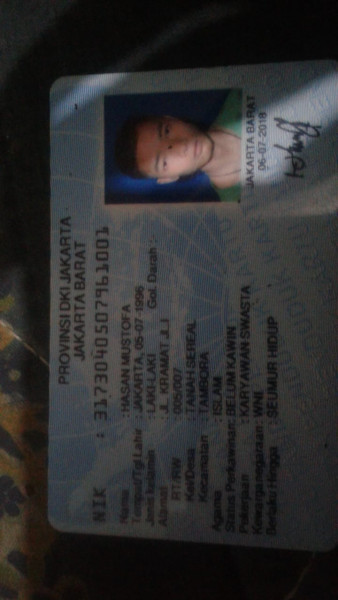 PROVINSI DKI JAKARTA
JAKARTA BARAT
NIK : 3173040507961001
Nama : HASAN MUSTOFA
Tempat/Tgl Lahir : JAKARTA, 05-07-1996
Jenis kelamin : LAKI-LAKI Gol. Darah :
Alamat : JL. KRAMAT JL.I
RT/RW : 005/007
Kel/Desa : TANAH SEREAL
Kecamatan : TAMBORA
Agama : ISLAM
Status Perkawinan: BELUM KAWIN
Pekerjaan : KARYAWAN SWASTA
Kewarganegaraan: WNI
Berlaku Hingga : SEUMUR HIDUP
JAKARTA BARAT
06-07-2018